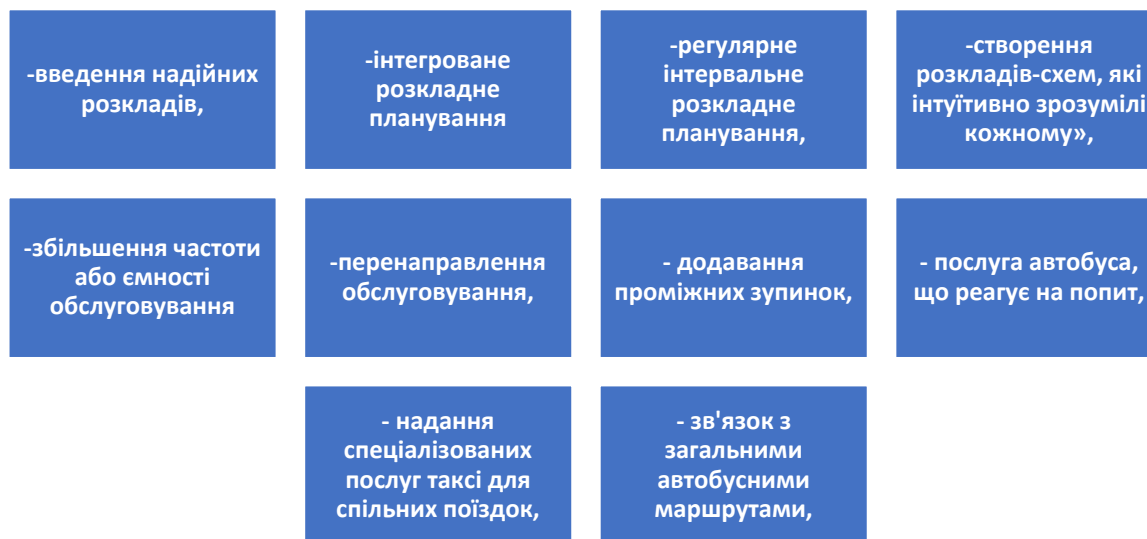 -введення надійних
розкладів,
-інтегроване
розкладне
планування
-регулярне
інтервальне
розкладне
планування,
-створення
розкладів-схем, які
інтуїтивно зрозумілі
кожному»,
-збільшення частоти
або ємності
обслуговування
-перенаправлення
обслуговування,
- додавання
проміжних зупинок,
- послуга автобуса,
що реагує на попит,
- надання
спеціалізованих
послуг таксі для
спільних поїздок,
- зв'язок з
загальними
автобусними
маршрутами,